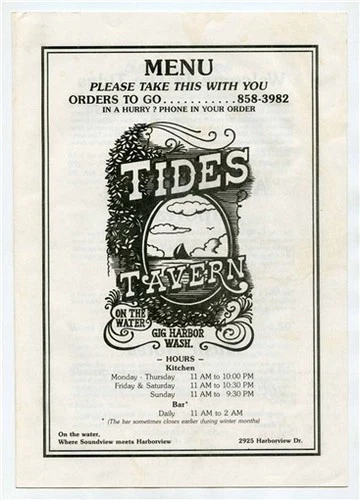 MENU
PLEASE TAKE THIS WITH YOU
ORDERS TO GO...........858-3982
IN A HURRY ? PHONE IN YOUR ORDER
TIDES
TAVERN
ON THE
WATER
GIG HARBOR
WASH.
– HOURS –
Kitchen
Monday - Thursday 11 AM to 10:00 PM
Friday & Saturday 11 AM to 10:30 PM
Sunday 11 AM to 9:30 PM
Bar*
Daily 11 AM to 2 AM
* (The bar sometimes closes earlier during winter months)
On the water,
Where Soundview meets Harborview 2925 Harborview Dr.